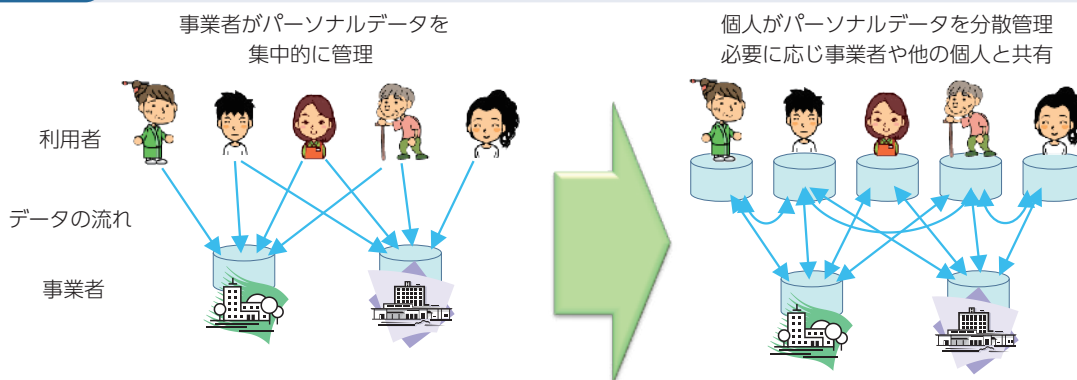 事業者がパーソナルデータを
集中的に管理
個人がパーソナルデータを分散管理
必要に応じ事業者や他の個人と共有
利用者
データの流れ
事業者